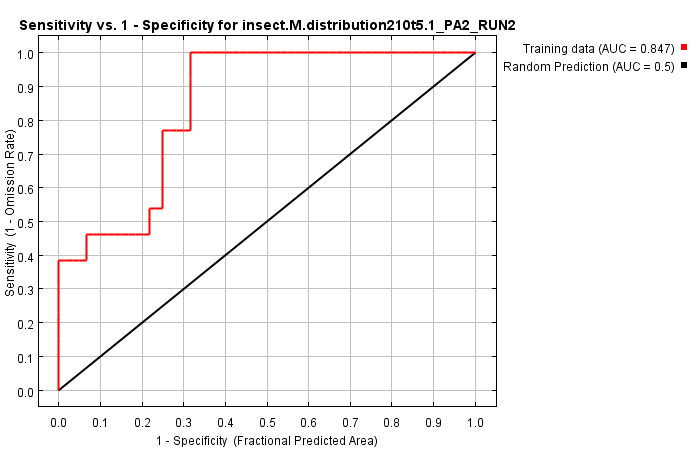 Sensitivity vs. 1 - Specificity for insect.M.distribution210t5.1_PA2_RUN2
Training data (AUC = 0.847)
Random Prediction (AUC = 0.5)
Sensitivity (1 - Omission Rate)
1.0
0.9
0.8
0.7
0.6
0.5
0.4
0.3
0.2
0.1
0.0
0.0 0.1 0.2 0.3 0.4 0.5 0.6 0.7 0.8 0.9 1.0
1 - Specificity (Fractional Predicted Area)